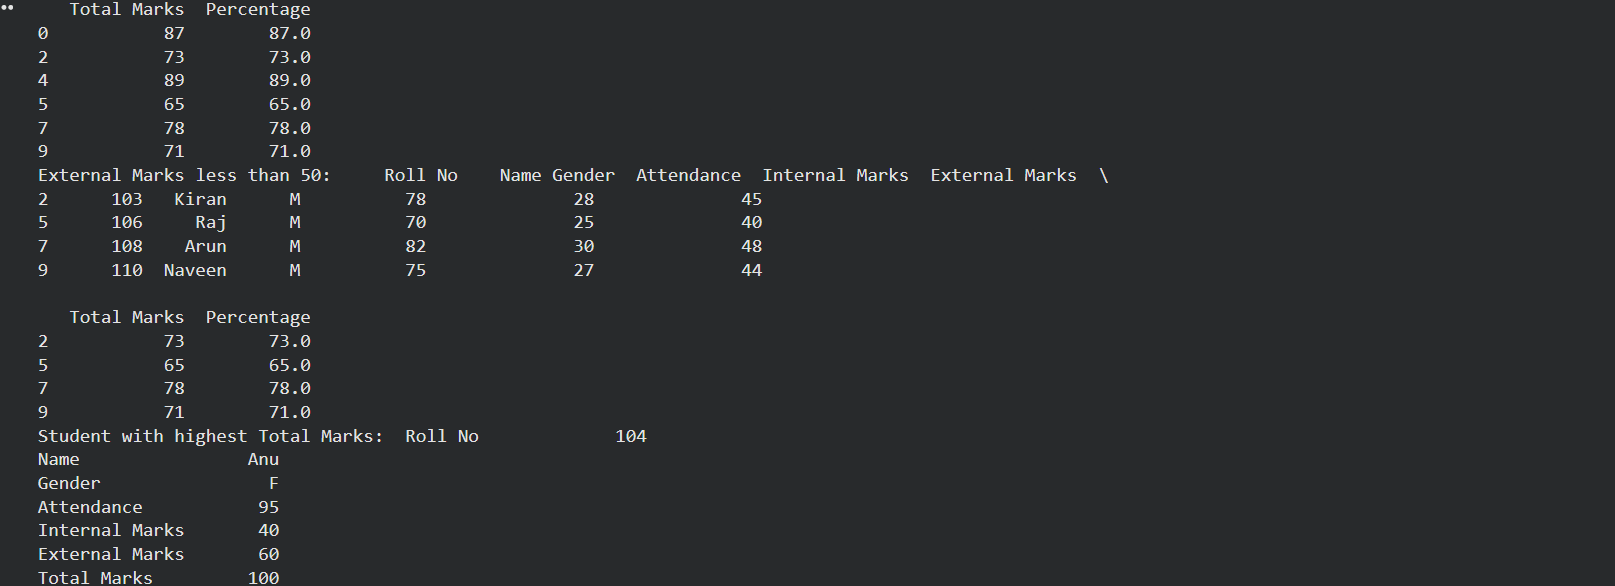 Total Marks  Percentage
0           87        87.0
2           73        73.0
4           89        89.0
5           65        65.0
7           78        78.0
9           71        71.0
External Marks less than 50:     Roll No    Name Gender  Attendance  Internal Marks  External Marks  \
2      103   Kiran      M          78              28              45
5      106     Raj      M          70              25              40
7      108    Arun      M          82              30              48
9      110  Naveen      M          75              27              44
Total Marks  Percentage
2           73        73.0
5           65        65.0
7           78        78.0
9           71        71.0
Student with highest Total Marks:  Roll No             104
Name                Anu
Gender                F
Attendance           95
Internal Marks       40
External Marks       60
Total Marks         100